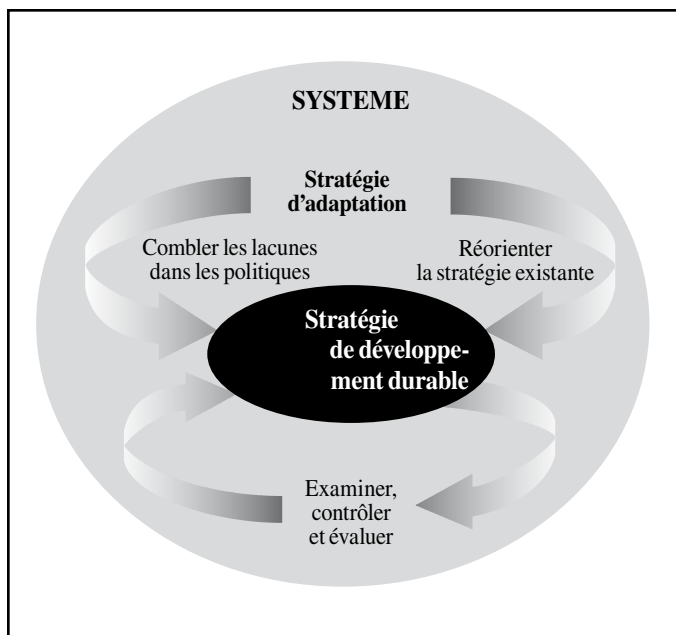 SYSTEME
Stratégie
d'adaptation
Combler les lacunes
dans les politiques
Réorienter
la stratégie existante
Stratégie
de développe-
ment durable
Examiner,
contrôler
et évaluer